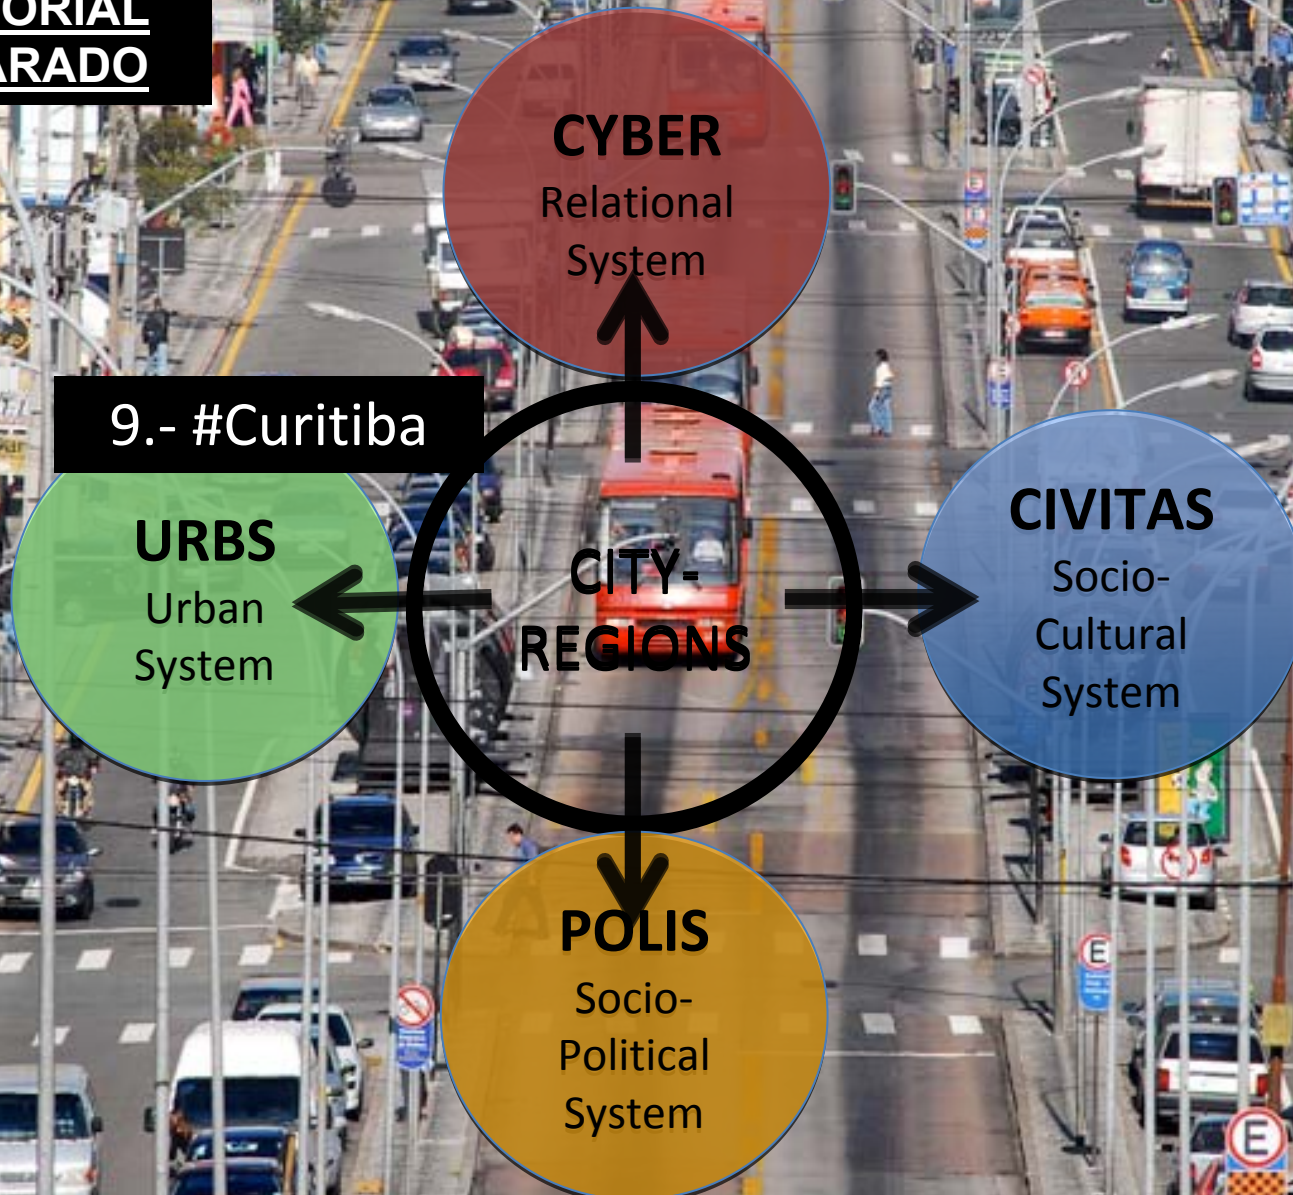 ORIAL
ARADO
CYBER
Relational
System
9.- #Curitiba
URBS
Urban
System
CITY-
REGIONS
CIVITAS
Socio-
Cultural
System
POLIS
Socio-
Political
System
E
E